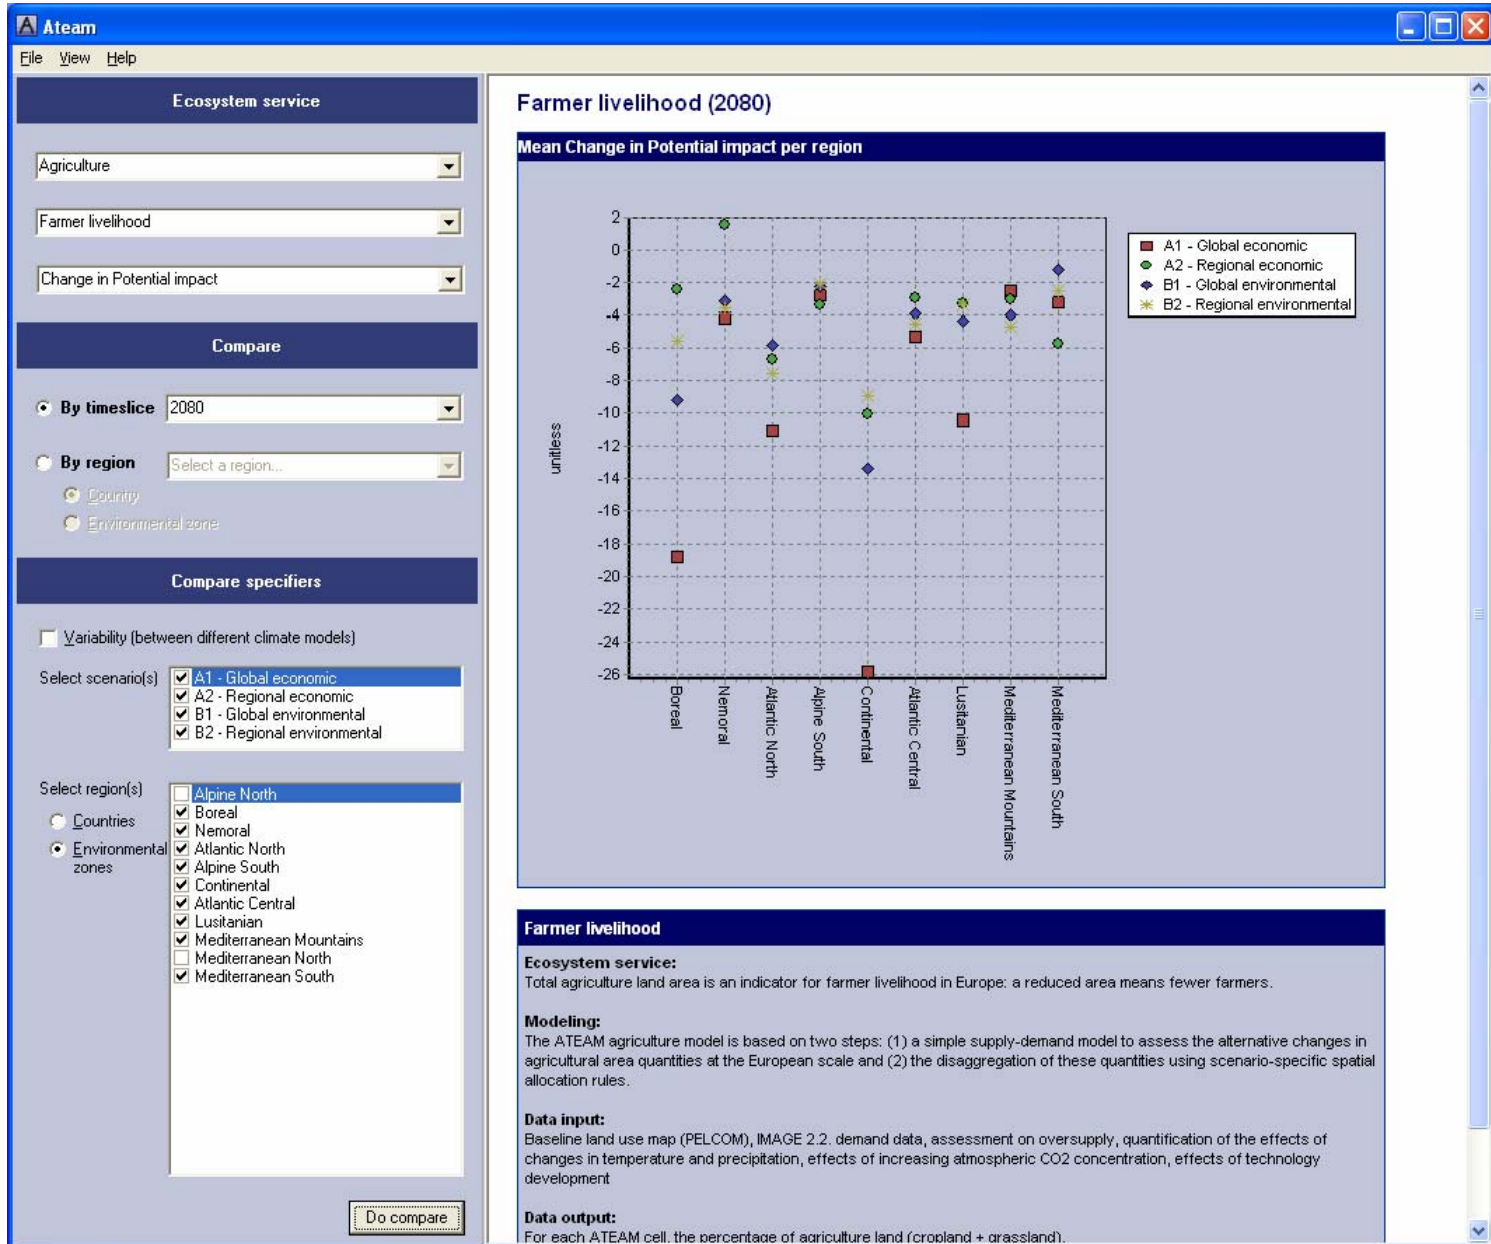 Ateam
File View Help
Ecosystem service
Agriculture
Farmer livelihood
Change in Potential impact
Compare
By timeslice 2080
By region Select a region...
Country
Environmental zone
Compare specifiers
Variability (between different climate models)
Select scenario(s)
A1 - Global economic
A2 - Regional economic
B1 - Global environmental
B2 - Regional environmental
Select region(s)
Countries
Environmental
zones
Alpine North
Boreal
Nemoral
Atlantic North
Alpine South
Continental
Atlantic Central
Lusitanian
Mediterranean Mountains
Mediterranean North
Mediterranean South
Do compare
Farmer livelihood (2080)
Mean Change in Potential impact per region
unitless
2
0
-2
-4
-6
-8
-10
-12
-14
-16
-18
-20
-22
-24
-26
Boreal
Nemoral
Atlantic North
Alpine South
Continental
Atlantic Central
Lusitanian
Mediterranean Mountains
Mediterranean South
A1 - Global economic
A2 - Regional economic
B1 - Global environmental
B2 - Regional environmental
Farmer livelihood
Ecosystem service:
Total agriculture land area is an indicator for farmer livelihood in Europe: a reduced area means fewer farmers.
Modeling:
The ATEAM agriculture model is based on two steps: (1) a simple supply-demand model to assess the alternative changes in
agricultural area quantities at the European scale and (2) the disaggregation of these quantities using scenario-specific spatial
allocation rules.
Data input:
Baseline land use map (PELCOM), IMAGE 2.2. demand data, assessment on oversupply, quantification of the effects of
changes in temperature and precipitation, effects of increasing atmospheric CO2 concentration, effects of technology
development
Data output:
For each ATEAM cell, the percentage of agriculture land (cropland + grassland).